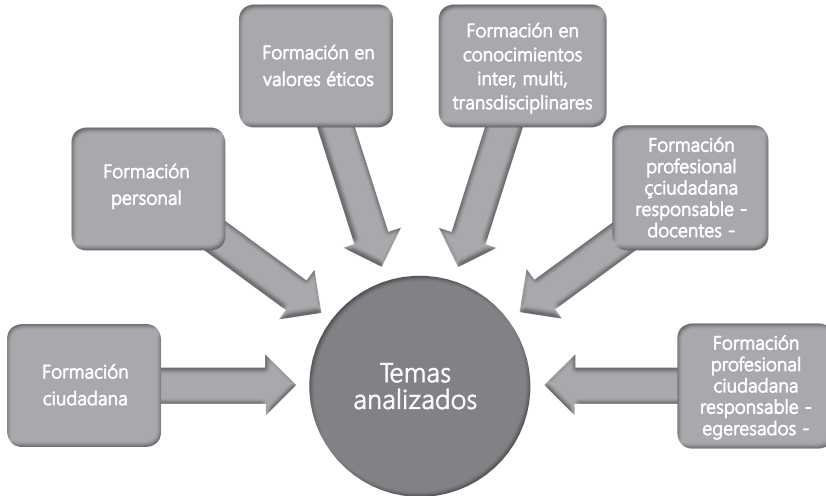 Formación en
valores éticos
Formación en
conocimientos
inter, multi,
transdisciplinares
Formación
personal
Formación
profesional
çciudadana
responsable -
docentes -
Formación
ciudadana
Temas
analizados
Formación
profesional
ciudadana
responsable -
egeresados -